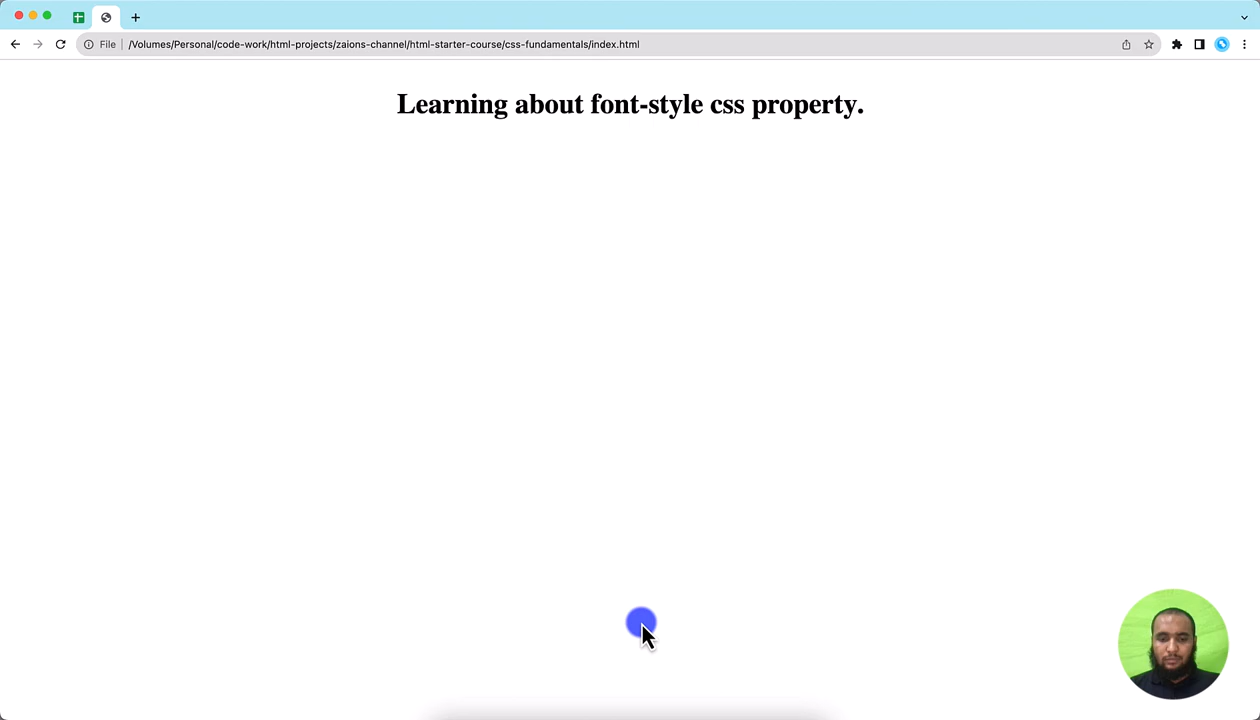 File
/Volumes/Personal/code-work/html-projects/zaions-channel/html-starter-course/css-fundamentals/index.html
Learning about font-style css property.